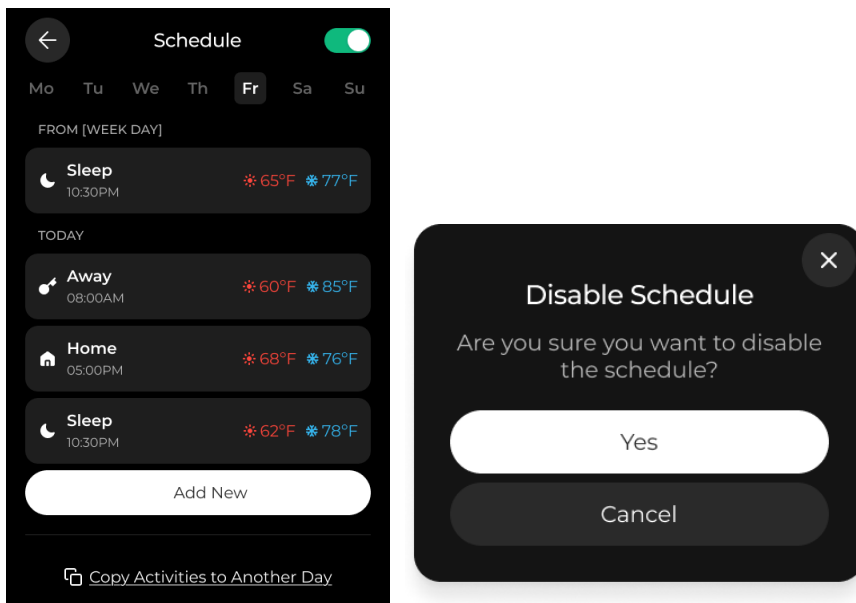 Schedule
Mo Tu We Th Fr Sa Su
FROM [WEEK DAY]
Sleep
10:30PM
65°F 77°F
TODAY
Away
08:00AM
60°F 85°F
Home
05:00PM
68°F 76°F
Sleep
10:30PM
62°F 78°F
Add New
Copy Activities to Another Day
Disable Schedule
Are you sure you want to disable
the schedule?
Yes
Cancel